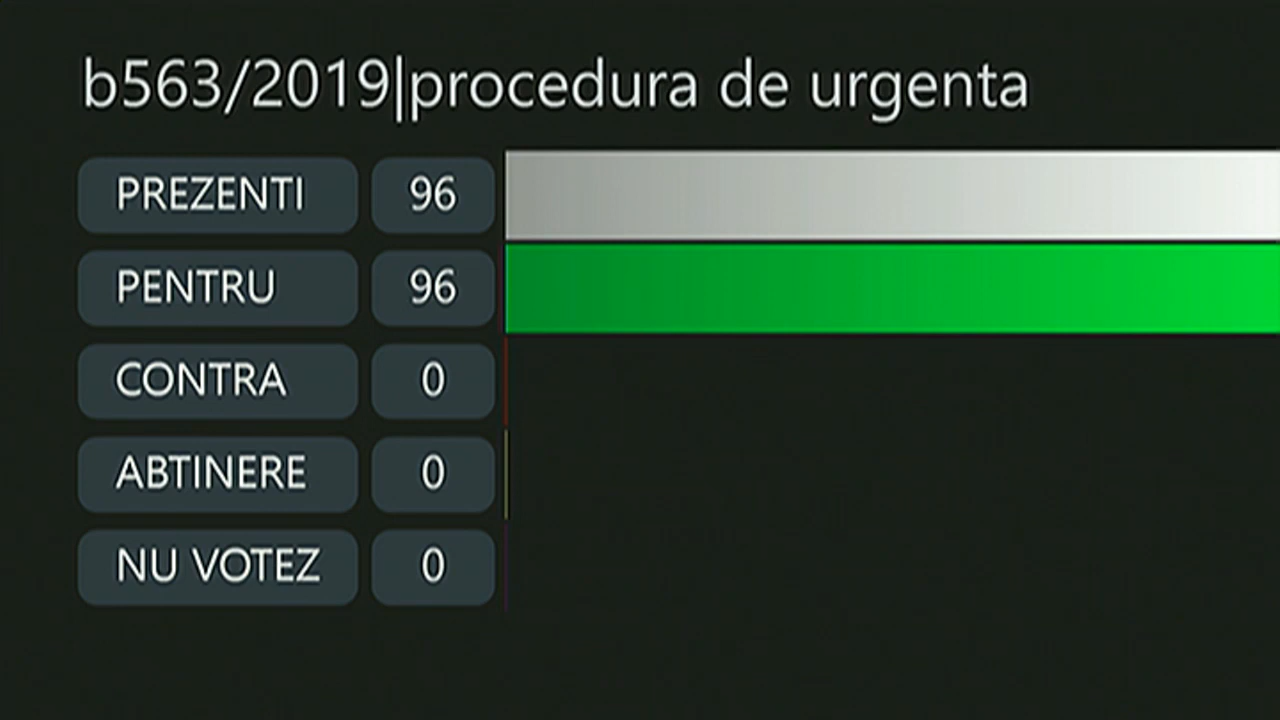 b563/2019|procedura de urgenta
PREZENTI 96
PENTRU 96
CONTRA 0
ABTINERE 0
NU VOTEZ 0